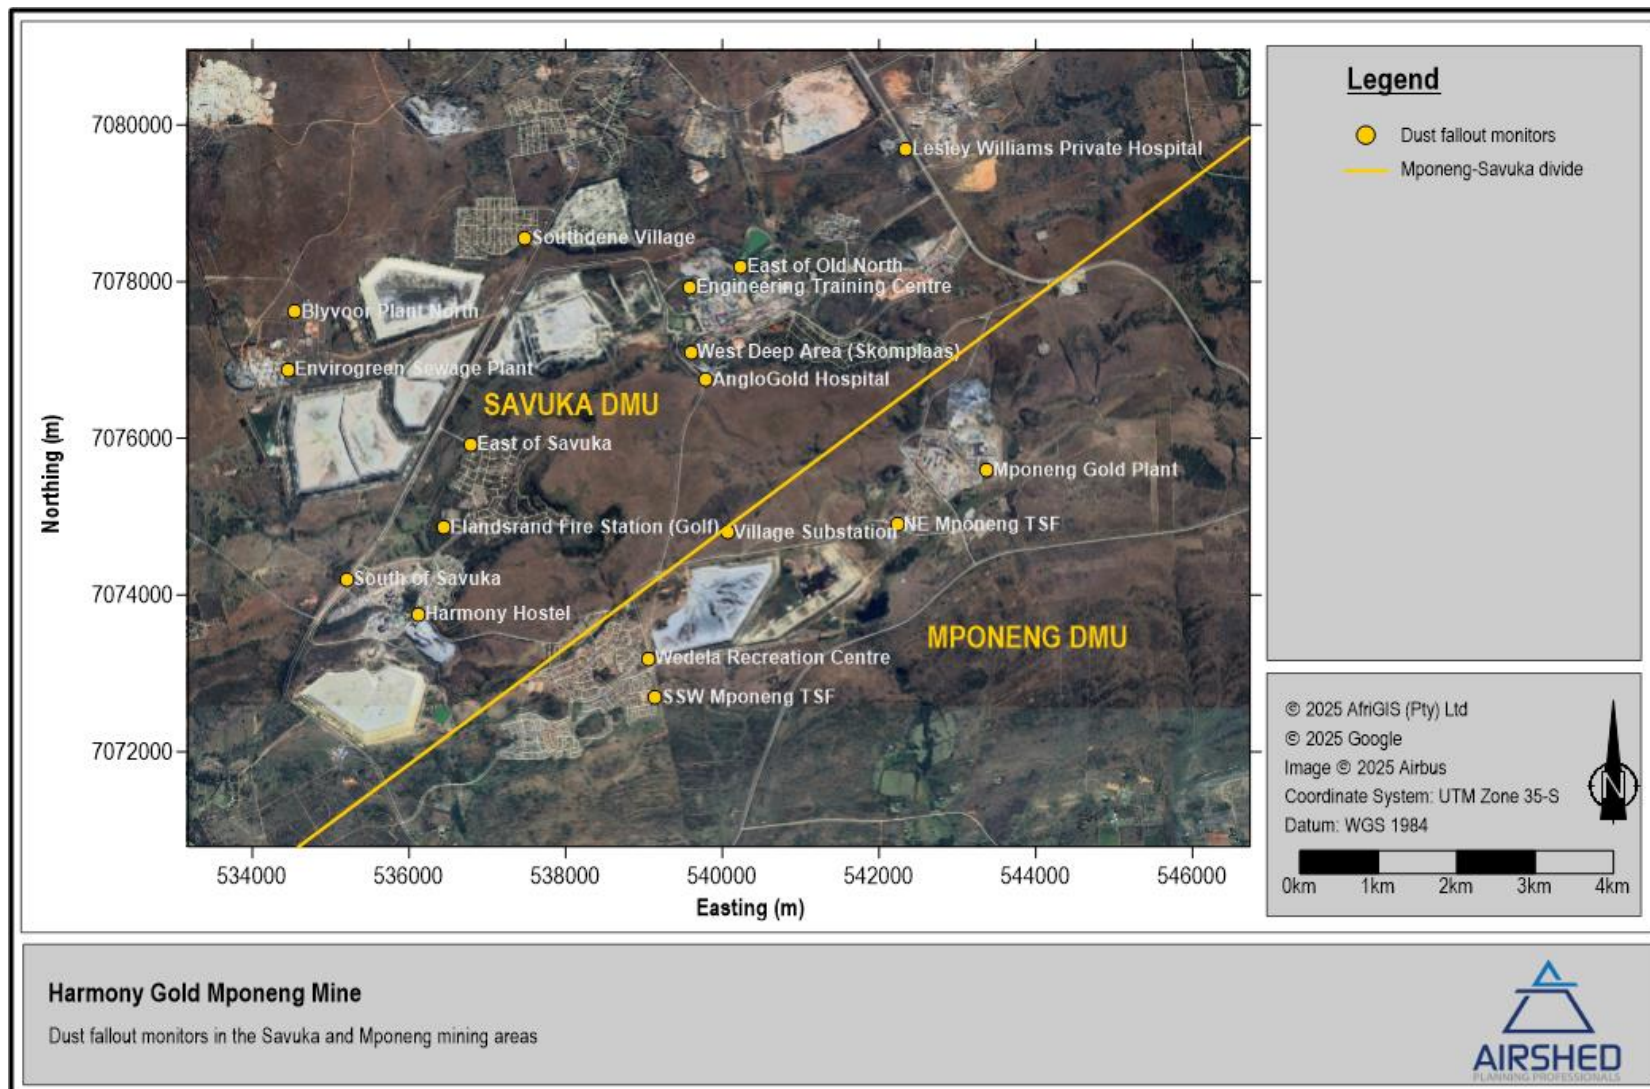 7080000
7078000
7076000
7074000
7072000
Northing (m)
Lesley Williams Private Hospital
Southdene Village
East of Old North
Engineering Training Centre
Blyvoor Plant North
West Deep Area (Skomplaas)
Envirogreen Sewage Plant
AngloGold Hospital
SAVUKA DMU
East of Savuka
Mponeng Gold Plant
Elandsrand Fire Station (Golf)
Village Substation
NE Mponeng TSF
South of Savuka
Harmony Hostel
MPONENG DMU
Wedela Recreation Centre
SSW Mponeng TSF
534000
536000
538000
540000
542000
544000
546000
Easting (m)
Legend
Dust fallout monitors
Mponeng-Savuka divide
© 2025 AfriGIS (Pty) Ltd
© 2025 Google
Image © 2025 Airbus
Coordinate System: UTM Zone 35-S
Datum: WGS 1984
N
0km 1km 2km 3km 4km
Harmony Gold Mponeng Mine
Dust fallout monitors in the Savuka and Mponeng mining areas
AIRSHED
PLANNING PROFESSIONALS